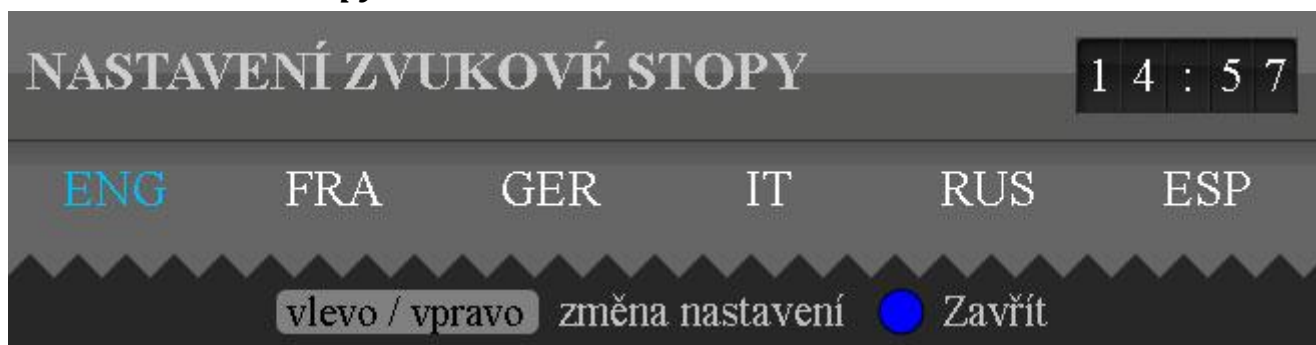 NASTAVENÍ ZVUKOVÉ STOPY 14:57
ENG FRA GER IT RUS ESP
vlevo / vpravo změna nastavení Zavřít